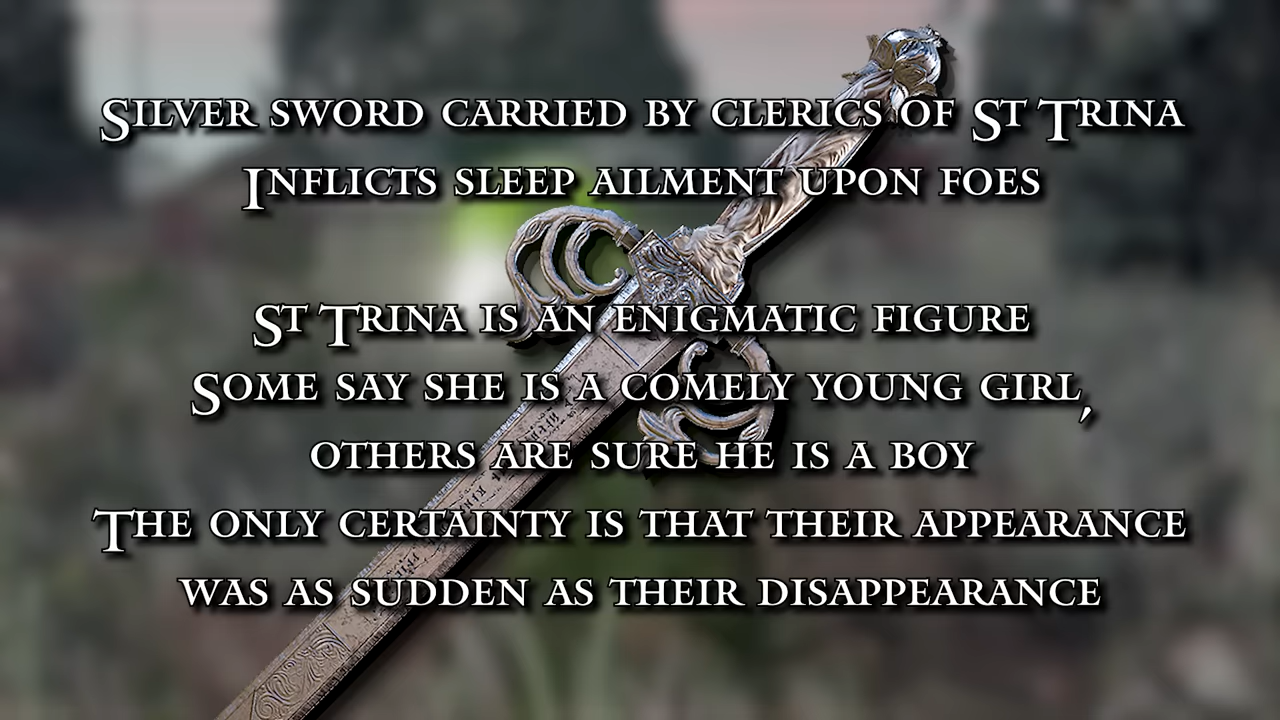 Silver sword carried by clerics of St Trina
Inflicts sleep ailment upon foes
St Trina is an enigmatic figure
Some say she is a comely young girl,
others are sure he is a boy
The only certainty is that their appearance
was as sudden as their disappearance